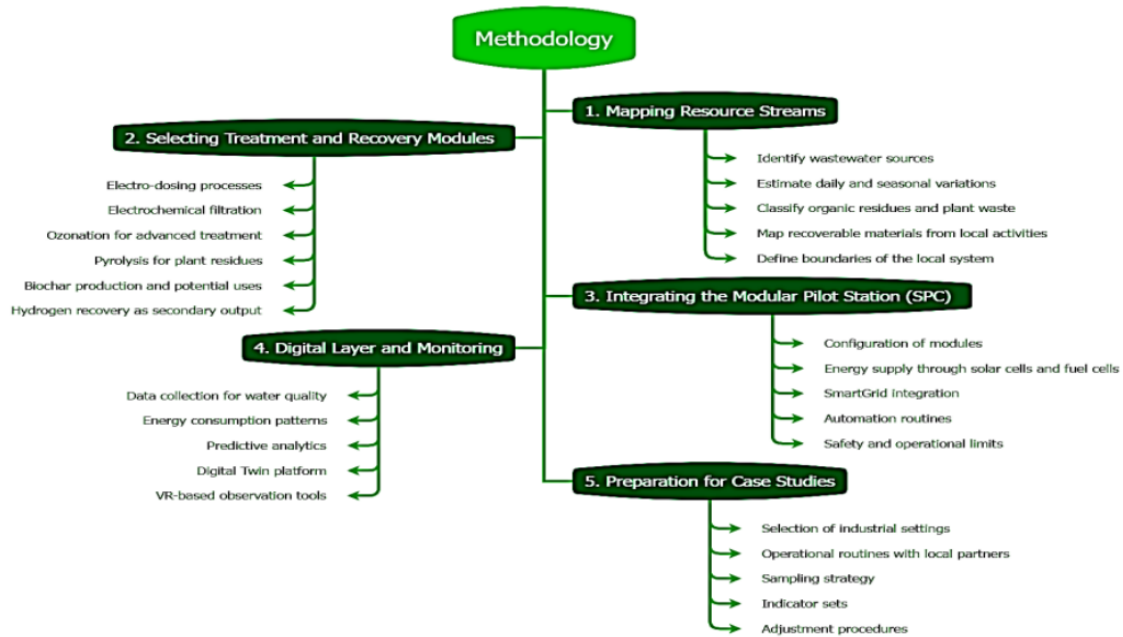 Methodology
1. Mapping Resource Streams
Identify wastewater sources
Estimate daily and seasonal variations
Classify organic residues and plant waste
Map recoverable materials from local activities
Define boundaries of the local system
2. Selecting Treatment and Recovery Modules
Electro-dosing processes
Electrochemical filtration
Ozonation for advanced treatment
Pyrolysis for plant residues
Biochar production and potential uses
Hydrogen recovery as secondary output
3. Integrating the Modular Pilot Station (SPC)
Configuration of modules
Energy supply through solar cells and fuel cells
SmartGrid integration
Automation routines
Safety and operational limits
4. Digital Layer and Monitoring
Data collection for water quality
Energy consumption patterns
Predictive analytics
Digital Twin platform
VR-based observation tools
5. Preparation for Case Studies
Selection of industrial settings
Operational routines with local partners
Sampling strategy
Indicator sets
Adjustment procedures